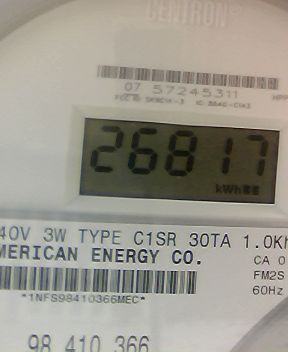 CENTRON®
07 57245311
26817
kWh
40V 3W TYPE C1SR 30TA 1.0Kh
MERICAN ENERGY CO.
CA 0
FM2S
*1NFS98410366MEC*
60Hz
98 410 366